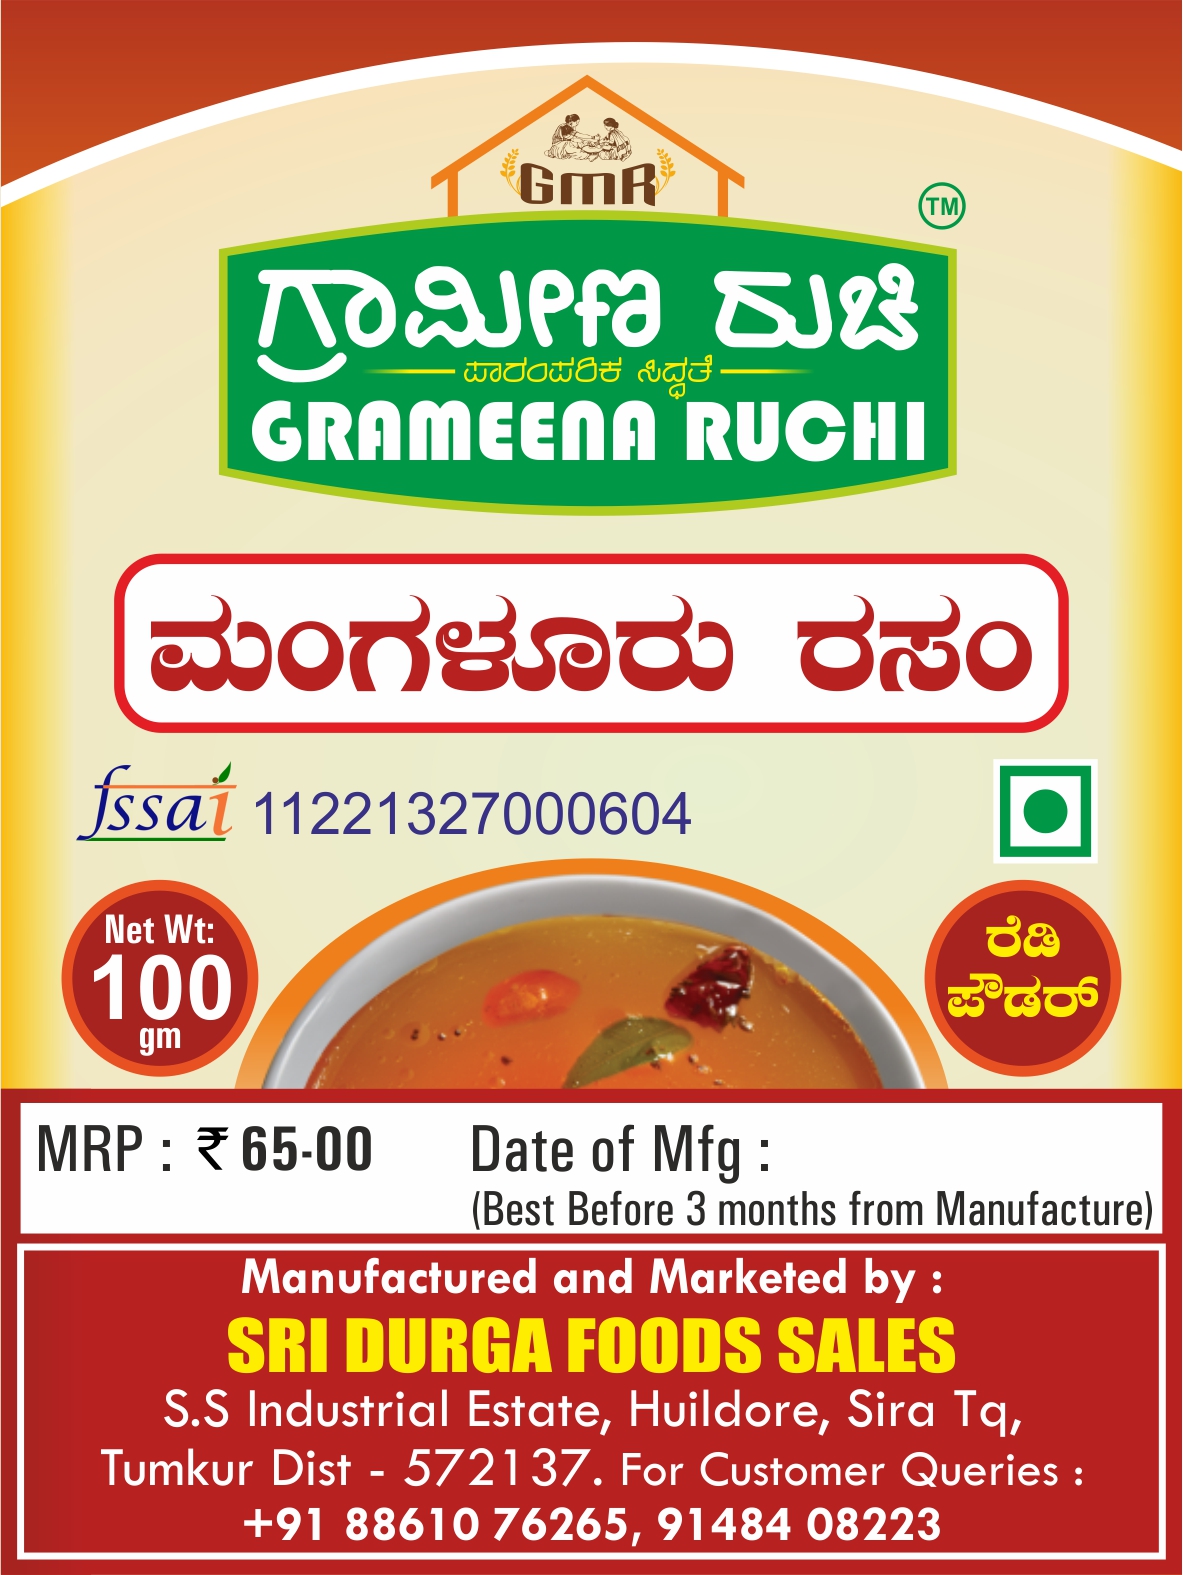 GMR
TM
ಗ್ರಾಮೀಣ ರುಚಿ
ಪಾರಂಪರಿಕ ಸಿದ್ಧತೆ
GRAMEENA RUCHI
ಮಂಗಳೂರು ರಸಂ
fssai 11221327000604
Net Wt:
100
gm
ರೆಡಿ
ಪೌಡರ್
MRP : ₹ 65-00 Date of Mfg :
(Best Before 3 months from Manufacture)
Manufactured and Marketed by :
SRI DURGA FOODS SALES
S.S Industrial Estate, Huildore, Sira Tq,
Tumkur Dist - 572137. For Customer Queries :
+91 88610 76265, 91484 08223